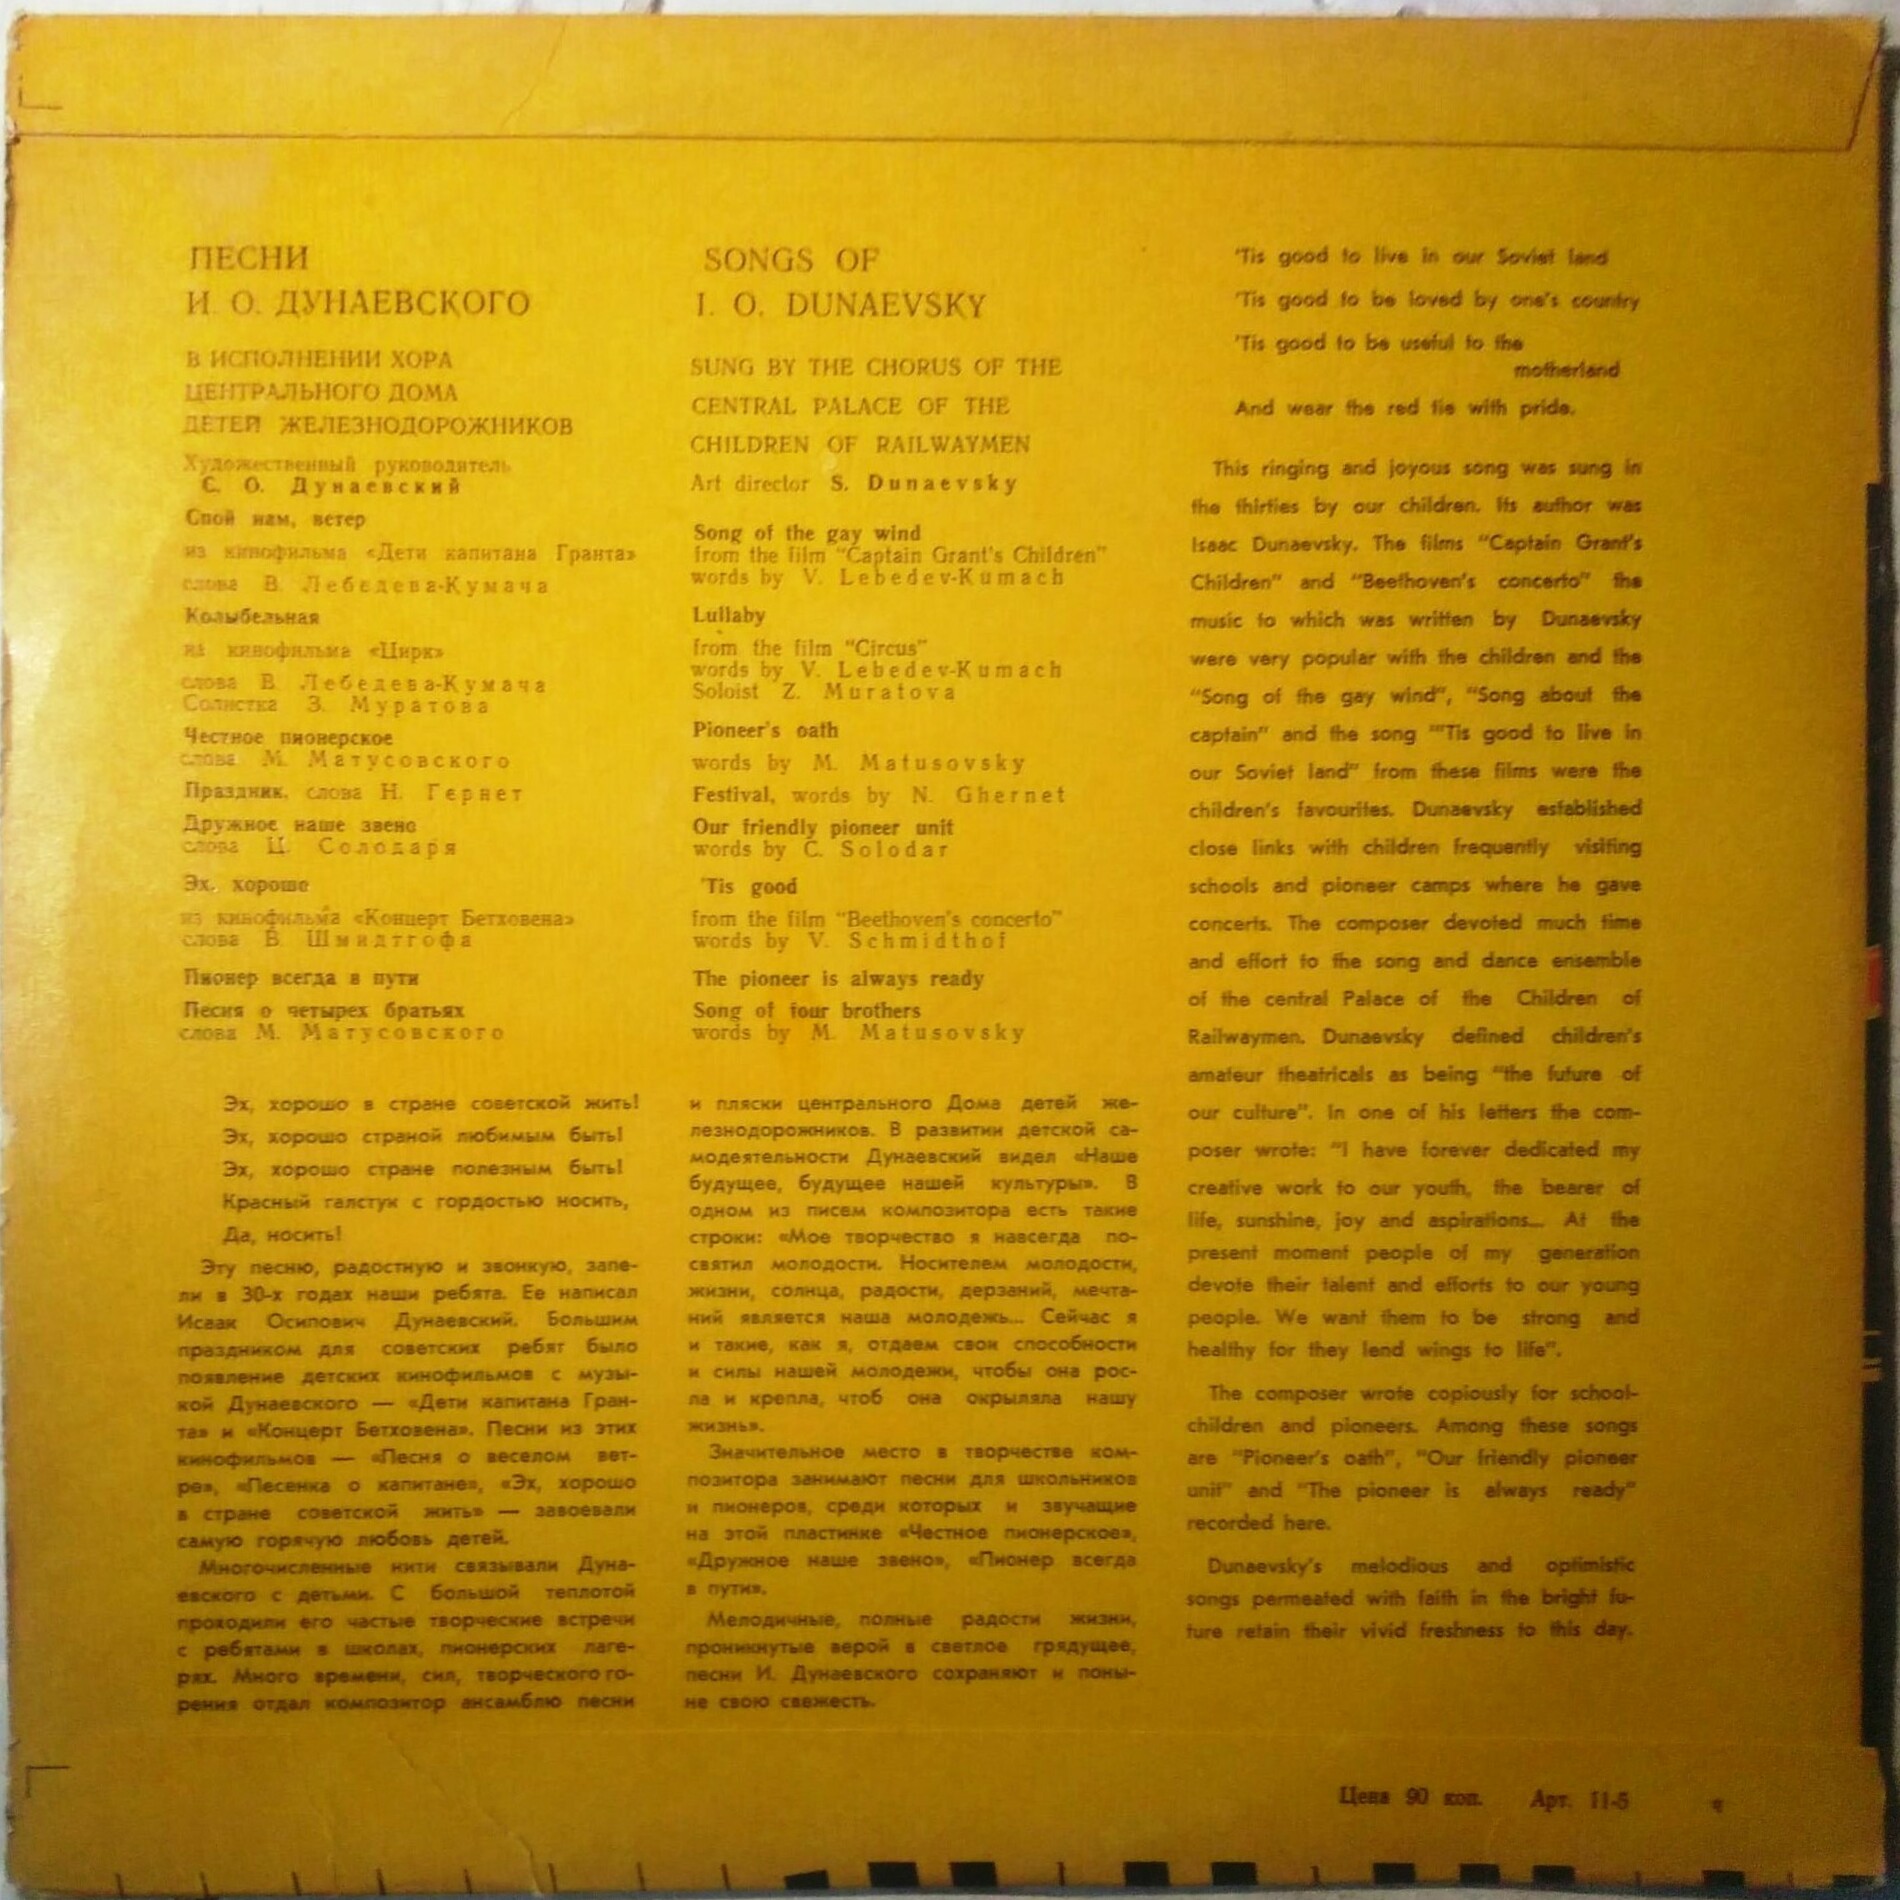 ПЕСНИ
И. О. ДУНАЕВСКОГО
В ИСПОЛНЕНИИ ХОРА
ЦЕНТРАЛЬНОГО ДОМА
ДЕТЕЙ ЖЕЛЕЗНОДОРОЖНИКОВ
Художественный руководитель
С. О. Дунаевский
Спой нам, ветер
из кинофильма «Дети капитана Гранта»
слова В. Лебедева-Кумача
Колыбельная
из кинофильма «Цирк»
слова В. Лебедева-Кумача
Солистка З. Муратова
Честное пионерское
слова М. Матусовского
Праздник, слова Н. Гернет
Дружное наше звено
слова Ц. Солодаря
Эх, хорошо
из кинофильма «Концерт Бетховена»
слова В. Шмидтгофа
Пионер всегда в пути
Песня о четырех братьях
слова М. Матусовского
SONGS OF
I. O. DUNAEVSKY
SUNG BY THE CHORUS OF THE
CENTRAL PALACE OF THE
CHILDREN OF RAILWAYMEN
Art director S. Dunaevsky
Song of the gay wind
from the film "Captain Grant's Children"
words by V. Lebedev-Kumach
Lullaby
from the film "Circus"
words by V. Lebedev-Kumach
Soloist Z. Muratova
Pioneer's oath
words by M. Matusovsky
Festival, words by N. Ghernet
Our friendly pioneer unit
words by C. Solodar
'Tis good
from the film "Beethoven's concerto"
words by V. Schmidthof
The pioneer is always ready
Song of four brothers
words by M. Matusovsky
Эх, хорошо в стране советской жить!
Эх, хорошо страной любимым быть!
Эх, хорошо стране полезным быть!
Красный галстук с гордостью носить,
Да, носить!
Эту песню, радостную и звонкую, запе-
ли в 30-х годах наши ребята. Ее написал
Исаак Осипович Дунаевский. Большим
праздником для советских ребят было
появление детских кинофильмов с музы-
кой Дунаевского — «Дети капитана Гран-
та» и «Концерт Бетховена». Песни из этих
кинофильмов — «Песня о веселом вет-
ре», «Песенка о капитане», «Эх, хорошо
в стране советской жить» — завоевали
самую горячую любовь детей.
Многочисленные нити связывали Дуна-
евского с детьми. С большой теплотой
проходили его частые творческие встречи
с ребятами в школах, пионерских лаге-
рях. Много времени, сил, творческого го-
рения отдал композитор ансамблю песни
и пляски центрального Дома детей же-
лезнодорожников. В развитии детской са-
модеятельности Дунаевский видел «Наше
будущее, будущее нашей культуры». В
одном из писем композитора есть такие
строки: «Мое творчество я навсегда по-
святил молодости. Носителем молодости,
жизни, солнца, радости, дерзаний, мечта-
ний является наша молодежь... Сейчас я
и такие, как я, отдаем свои способности
и силы нашей молодежи, чтобы она рос-
ла и крепла, чтоб она окрыляла нашу
жизнь».
Значительное место в творчестве ком-
позитора занимают песни для школьников
и пионеров, среди которых и звучащие
на этой пластинке «Честное пионерское»,
«Дружное наше звено», «Пионер всегда
в пути».
Мелодичные, полные радости жизни,
проникнутые верой в светлое грядущее,
песни И. Дунаевского сохраняют и поны-
не свою свежесть.
'Tis good to live in our Soviet land
'Tis good to be loved by one's country
'Tis good to be useful to the
motherland
And wear the red tie with pride.
This ringing and joyous song was sung in
the thirties by our children. Its author was
Isaac Dunaevsky. The films "Captain Grant's
Children" and "Beethoven's concerto" the
music to which was written by Dunaevsky
were very popular with the children and the
"Song of the gay wind", "Song about the
captain" and the song "'Tis good to live in
our Soviet land" from these films were the
children's favourites. Dunaevsky established
close links with children frequently visiting
schools and pioneer camps where he gave
concerts. The composer devoted much time
and effort to the song and dance ensemble
of the central Palace of the Children of
Railwaymen. Dunaevsky defined children's
amateur theatricals as being "the future of
our culture". In one of his letters the com-
poser wrote: "I have forever dedicated my
creative work to our youth, the bearer of
life, sunshine, joy and aspirations... At the
present moment people of my generation
devote their talent and efforts to our young
people. We want them to be strong and
healthy for they lend wings to life".
The composer wrote copiously for school-
children and pioneers. Among these songs
are "Pioneer's oath", "Our friendly pioneer
unit" and "The pioneer is always ready"
recorded here.
Dunaevsky's melodious and optimistic
songs permeated with faith in the bright fu-
ture retain their vivid freshness to this day.
Цена 90 коп. Арт. 11-5